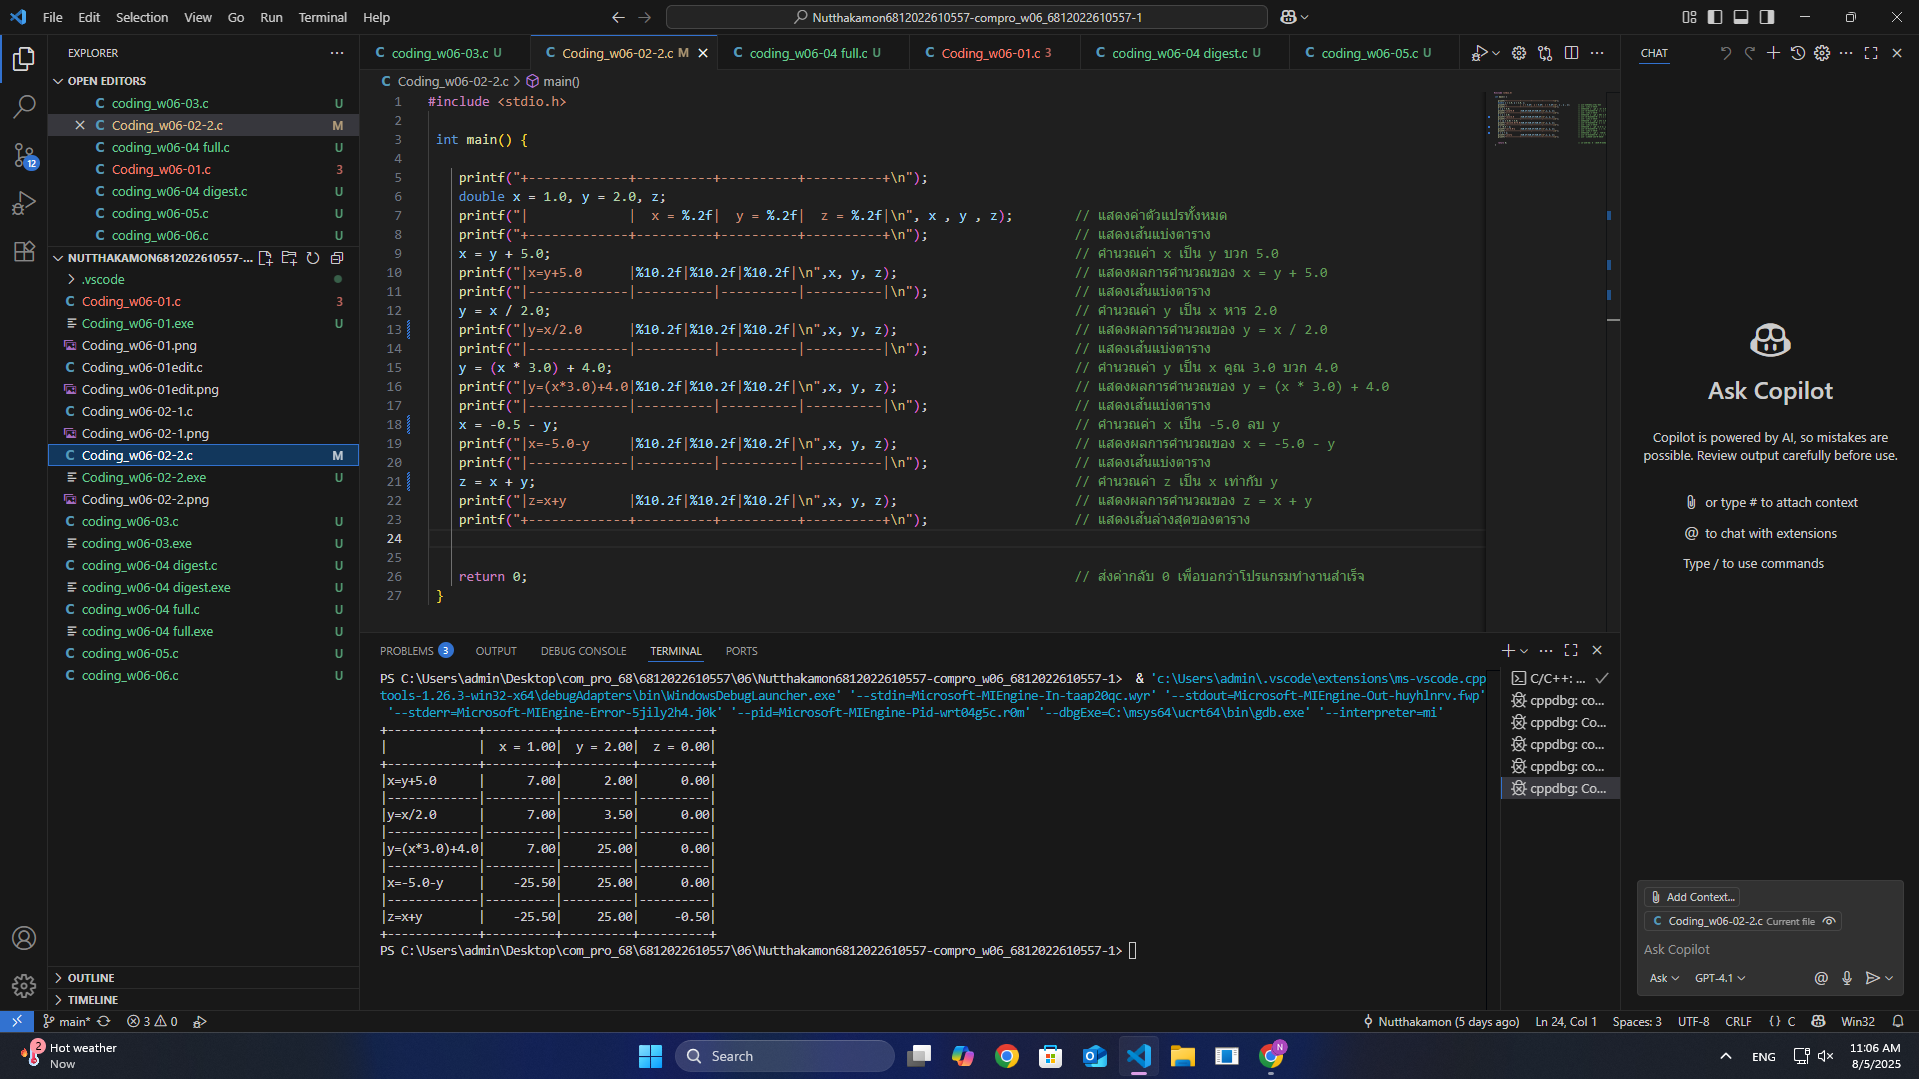 File Edit Selection View Go Run Terminal Help
Nutthakamon6812022610557-compro_w06_6812022610557-1
EXPLORER
OPEN EDITORS
coding_w06-03.c U
Coding_w06-02-2.c M
coding_w06-04 full.c U
Coding_w06-01.c 3
coding_w06-04 digest.c U
coding_w06-05.c U
coding_w06-06.c U
NUTTHAKAMON6812022610557-...
.vscode
Coding_w06-01.c 3
Coding_w06-01.exe U
Coding_w06-01.png
Coding_w06-01edit.c
Coding_w06-01edit.png
Coding_w06-02-1.c
Coding_w06-02-1.png
Coding_w06-02-2.c M
Coding_w06-02-2.exe U
Coding_w06-02-2.png
coding_w06-03.c U
coding_w06-03.exe U
coding_w06-04 digest.c U
coding_w06-04 digest.exe U
coding_w06-04 full.c U
coding_w06-04 full.exe U
coding_w06-05.c U
coding_w06-06.c U
OUTLINE
TIMELINE
12
coding_w06-03.c U Coding_w06-02-2.c M coding_w06-04 full.c U Coding_w06-01.c 3 coding_w06-04 digest.c U coding_w06-05.c U
Coding_w06-02-2.c > main()
1 #include <stdio.h>
2
3 int main() {
4
5 printf("+-------------+----------+----------+----------+\n");
6 double x = 1.0, y = 2.0, z;
7 printf("|             |  x = %.2f|  y = %.2f|  z = %.2f|\n", x , y , z); // แสดงค่าตัวแปรทั้งหมด
8 printf("+-------------+----------+----------+----------+\n"); // แสดงเส้นแบ่งตาราง
9 x = y + 5.0; // คำนวณค่า x เป็น y บวก 5.0
10 printf("|x=y+5.0      |%10.2f|%10.2f|%10.2f|\n",x, y, z); // แสดงผลการคำนวณของ x = y + 5.0
11 printf("|-------------|----------|----------|----------|\n"); // แสดงเส้นแบ่งตาราง
12 y = x / 2.0; // คำนวณค่า y เป็น x หาร 2.0
13 printf("|y=x/2.0      |%10.2f|%10.2f|%10.2f|\n",x, y, z); // แสดงผลการคำนวณของ y = x / 2.0
14 printf("|-------------|----------|----------|----------|\n"); // แสดงเส้นแบ่งตาราง
15 y = (x * 3.0) + 4.0; // คำนวณค่า y เป็น x คูณ 3.0 บวก 4.0
16 printf("|y=(x*3.0)+4.0|%10.2f|%10.2f|%10.2f|\n",x, y, z); // แสดงผลการคำนวณของ y = (x * 3.0) + 4.0
17 printf("|-------------|----------|----------|----------|\n"); // แสดงเส้นแบ่งตาราง
18 x = -0.5 - y; // คำนวณค่า x เป็น -5.0 ลบ y
19 printf("|x=-5.0-y     |%10.2f|%10.2f|%10.2f|\n",x, y, z); // แสดงผลการคำนวณของ x = -5.0 - y
20 printf("|-------------|----------|----------|----------|\n"); // แสดงเส้นแบ่งตาราง
21 z = x + y; // คำนวณค่า z เป็น x เท่ากับ y
22 printf("|z=x+y        |%10.2f|%10.2f|%10.2f|\n",x, y, z); // แสดงผลการคำนวณของ z = x + y
23 printf("+-------------+----------+----------+----------+\n"); // แสดงเส้นล่างสุดของตาราง
24
25
26 return 0; // ส่งค่ากลับ 0 เพื่อบอกว่าโปรแกรมทำงานสำเร็จ
27 }
PROBLEMS 3 OUTPUT DEBUG CONSOLE TERMINAL PORTS
PS C:\Users\admin\Desktop\com_pro_68\6812022610557\06\Nutthakamon6812022610557-compro_w06_6812022610557-1>  & 'c:\Users\admin\.vscode\extensions\ms-vscode.cpp
tools-1.26.3-win32-x64\debugAdapters\bin\WindowsDebugLauncher.exe' '--stdin=Microsoft-MIEngine-In-taap20qc.wyr' '--stdout=Microsoft-MIEngine-Out-huyhlnrv.fwp'
'--stderr=Microsoft-MIEngine-Error-5jily2h4.j0k' '--pid=Microsoft-MIEngine-Pid-wrt04g5c.r0m' '--dbgExe=C:\msys64\ucrt64\bin\gdb.exe' '--interpreter=mi'
+-------------+----------+----------+----------+
|             |  x = 1.00|  y = 2.00|  z = 0.00|
+-------------+----------+----------+----------+
|x=y+5.0      |      7.00|      2.00|      0.00|
|-------------|----------|----------|----------|
|y=x/2.0      |      7.00|      3.50|      0.00|
|-------------|----------|----------|----------|
|y=(x*3.0)+4.0|      7.00|     25.00|      0.00|
|-------------|----------|----------|----------|
|x=-5.0-y     |    -25.50|     25.00|      0.00|
|-------------|----------|----------|----------|
|z=x+y        |    -25.50|     25.00|     -0.50|
+-------------+----------+----------+----------+
PS C:\Users\admin\Desktop\com_pro_68\6812022610557\06\Nutthakamon6812022610557-compro_w06_6812022610557-1>
C/C++: ...
cppdbg: co...
cppdbg: Co...
cppdbg: co...
cppdbg: co...
cppdbg: Co...
CHAT
Ask Copilot
Copilot is powered by AI, so mistakes are
possible. Review output carefully before use.
or type # to attach context
@ to chat with extensions
Type / to use commands
Add Context...
Coding_w06-02-2.c Current file
Ask Copilot
Ask GPT-4.1
main* 3 0
Nutthakamon (5 days ago) Ln 24, Col 1 Spaces: 3 UTF-8 CRLF {} C Win32
2 Hot weather
Now
Search
N
ENG
11:06 AM
8/5/2025